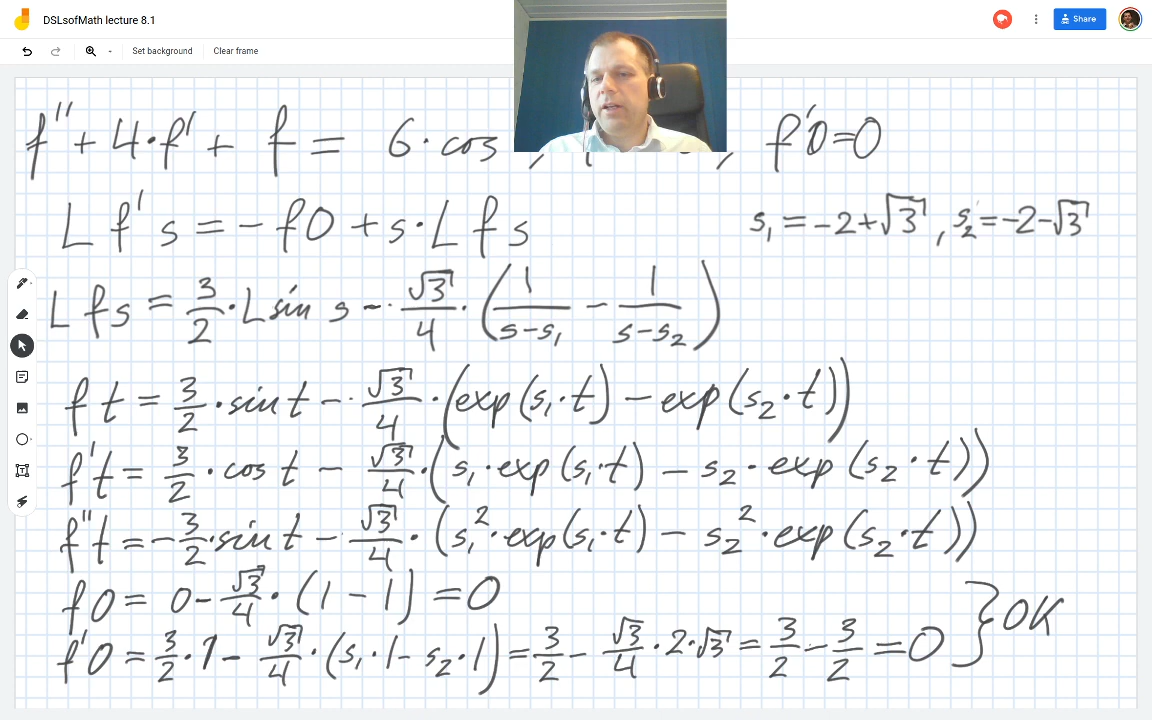 DSLsofMath lecture 8.1
Share
Set background
Clear frame
f'' + 4·f' + f = 6·cos , f'0=0
L f' s = -f0 + s·L f s
s₁ = -2+√3, s₂ = -2-√3
L f s = 3/2 · L sin s - √3/4 · (1/(s-s₁) - 1/(s-s₂))
f t = 3/2 · sin t - √3/4 · (exp(s₁·t) - exp(s₂·t))
f't = 3/2 · cos t - √3/4 · (s₁·exp(s₁·t) - s₂·exp(s₂·t))
f''t = -3/2 · sin t - √3/4 · (s₁²·exp(s₁·t) - s₂²·exp(s₂·t))
f0 = 0 - √3/4 · (1 - 1) = 0
f'0 = 3/2 · 1 - √3/4 · (s₁·1 - s₂·1) = 3/2 - √3/4 · 2·√3 = 3/2 - 3/2 = 0 } OK